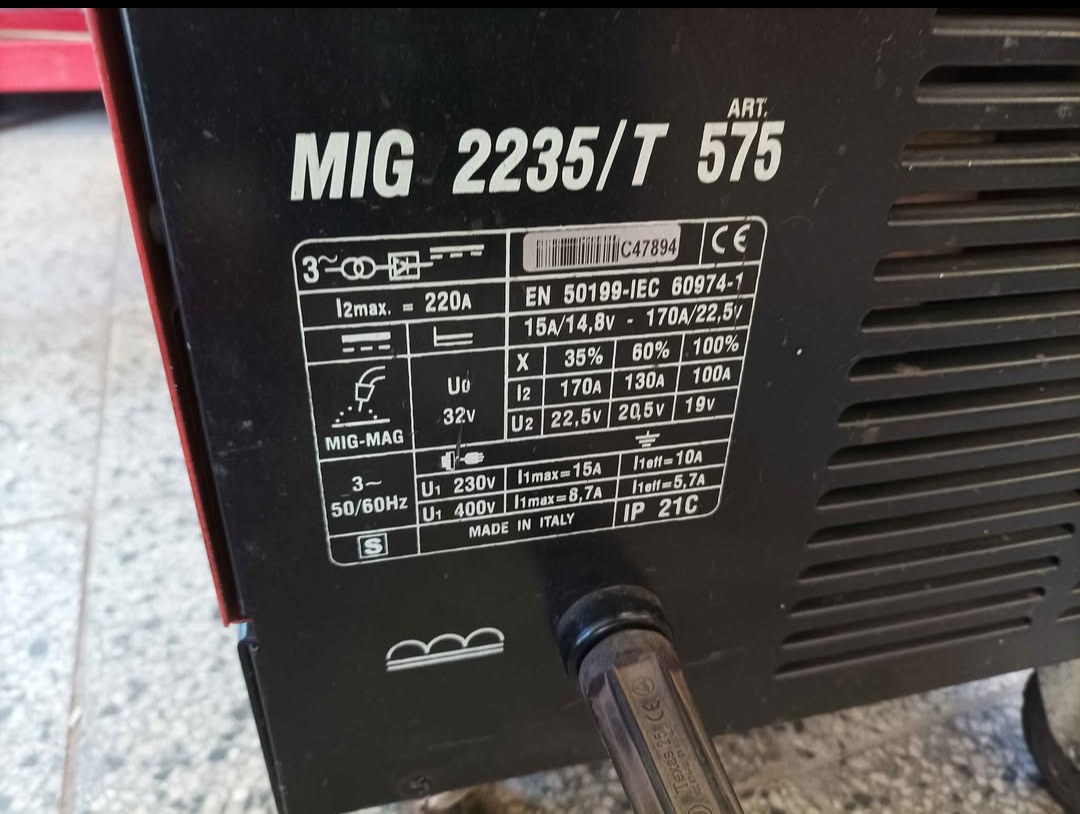 ART.
MIG 2235/T 575
3~
C47894
CE
I2max. = 220A
EN 50199-IEC 60974-1
15A/14,8V - 170A/22,5V
X 35% 60% 100%
U0
32V
I2 170A 130A 100A
U2 22,5V 20,5V 19V
MIG-MAG
3~
50/60Hz
U1 230V I1max=15A I1eff=10A
U1 400V I1max=8,7A I1eff=5,7A
S
MADE IN ITALY
IP 21C
Texas 25
CE